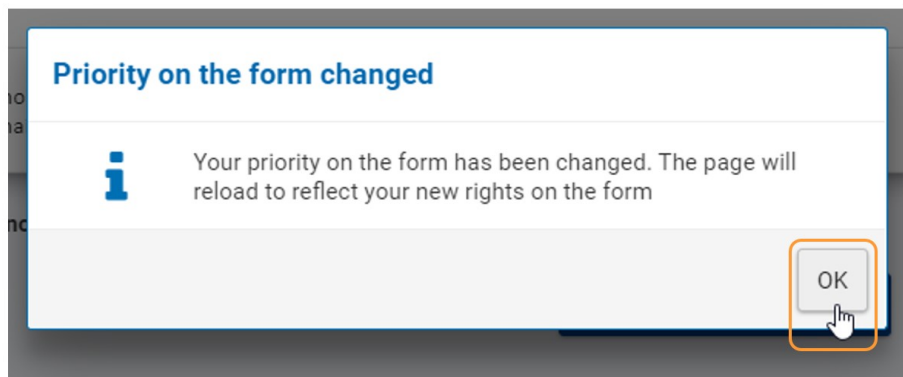 Priority on the form changed
Your priority on the form has been changed. The page will
reload to reflect your new rights on the form
OK